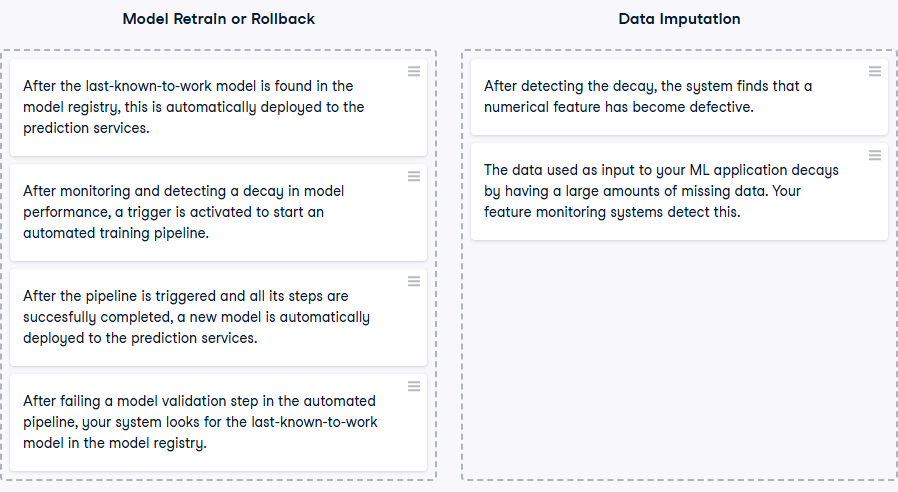 Model Retrain or Rollback
After the last-known-to-work model is found in the
model registry, this is automatically deployed to the
prediction services.
After monitoring and detecting a decay in model
performance, a trigger is activated to start an
automated training pipeline.
After the pipeline is triggered and all its steps are
succesfully completed, a new model is automatically
deployed to the prediction services.
After failing a model validation step in the automated
pipeline, your system looks for the last-known-to-work
model in the model registry.
Data Imputation
After detecting the decay, the system finds that a
numerical feature has become defective.
The data used as input to your ML application decays
by having a large amounts of missing data. Your
feature monitoring systems detect this.